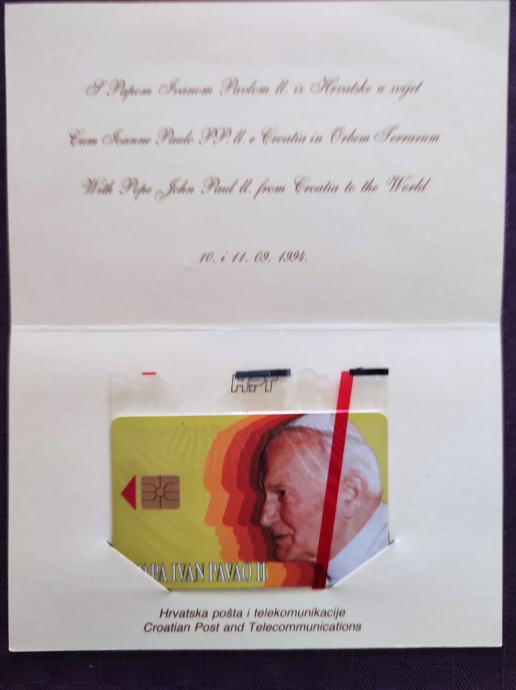 S Papom Ivanom Pavlom II. iz Hrvatske u svijet
Cum Ioanne Paulo PP. II. e Croatia in Orbem Terrarum
With Pope John Paul II. from Croatia to the World
10. i 11. 09. 1994.
HPT
PAPA IVAN PAVAO II
Hrvatska pošta i telekomunikacije
Croatian Post and Telecommunications